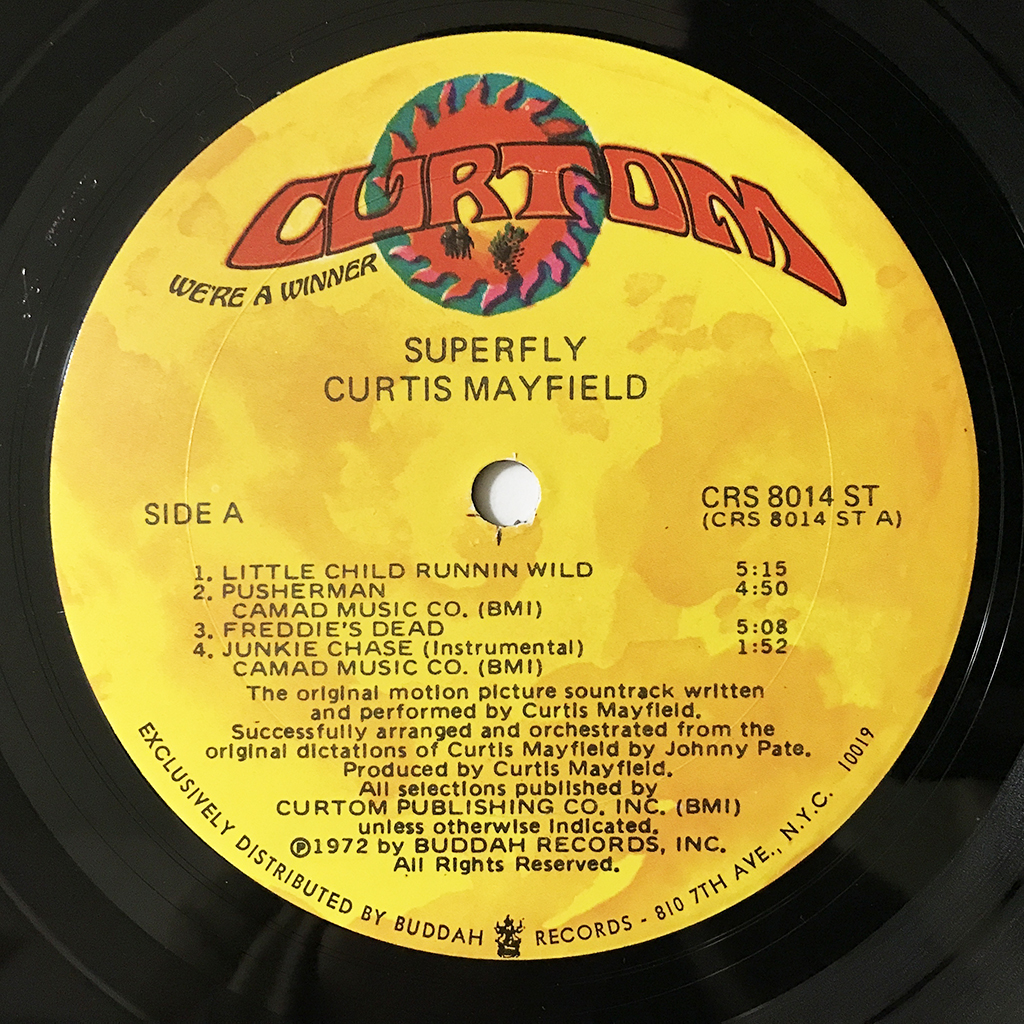 CURTOM
WE'RE A WINNER
SUPERFLY
CURTIS MAYFIELD
SIDE A
CRS 8014 ST
(CRS 8014 ST A)
1. LITTLE CHILD RUNNIN WILD 5:15
2. PUSHERMAN 4:50
CAMAD MUSIC CO. (BMI)
3. FREDDIE'S DEAD 5:08
4. JUNKIE CHASE (Instrumental) 1:52
CAMAD MUSIC CO. (BMI)
The original motion picture sountrack written
and performed by Curtis Mayfield.
Successfully arranged and orchestrated from the
original dictations of Curtis Mayfield by Johnny Pate.
Produced by Curtis Mayfield.
All selections published by
CURTOM PUBLISHING CO. INC. (BMI)
unless otherwise indicated.
℗1972 by BUDDAH RECORDS, INC.
All Rights Reserved.
EXCLUSIVELY DISTRIBUTED BY BUDDAH RECORDS - 810 7TH AVE., N.Y.C. 10019